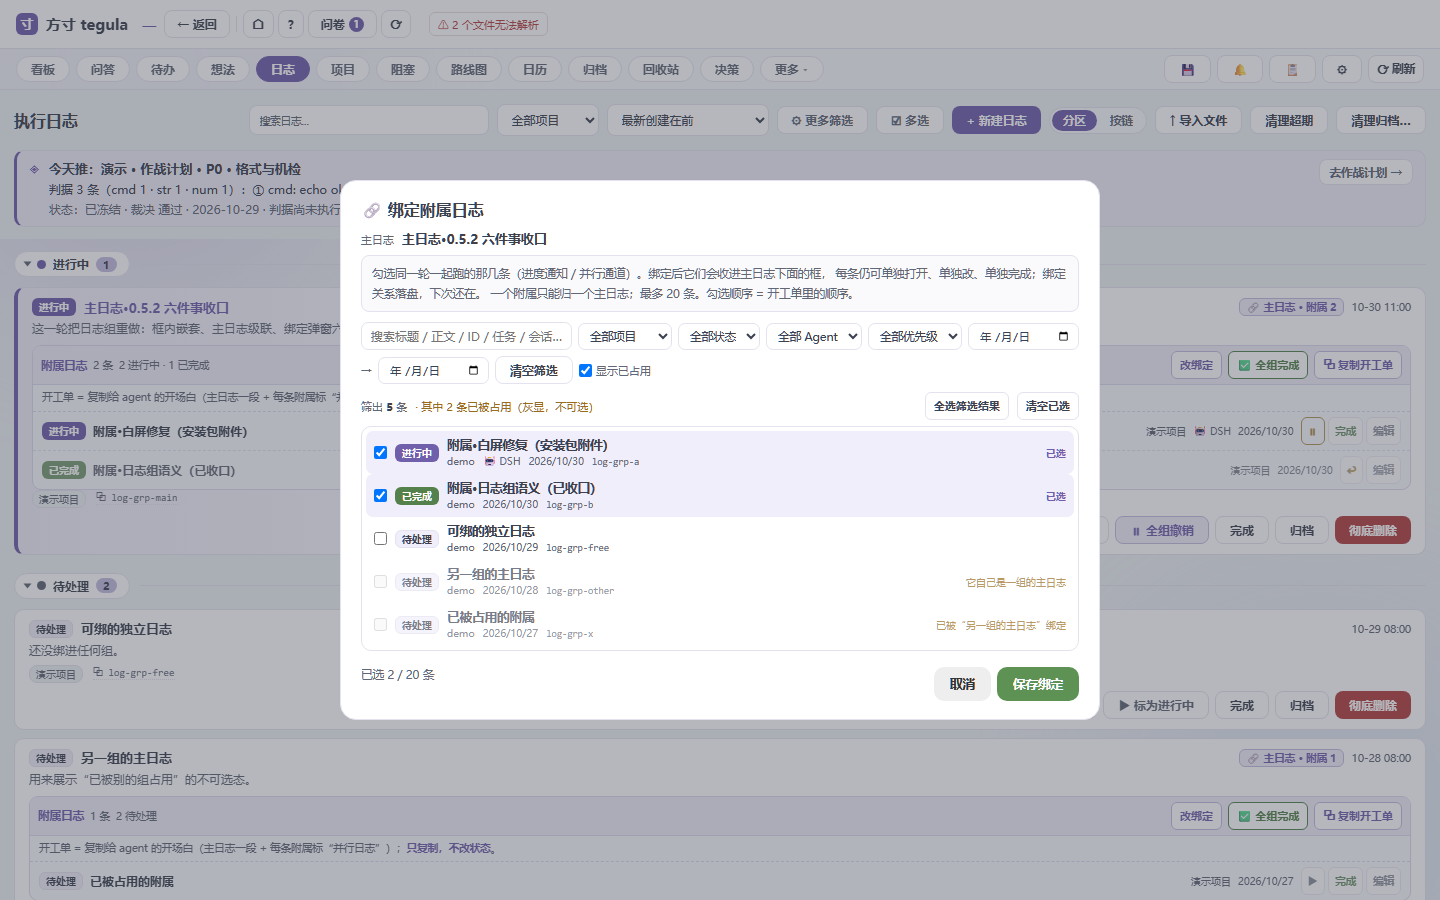 寸 方寸 tegula — ← 返回 ? 问卷 1 ⟳ ⚠ 2 个文件无法解析
看板 问答 待办 想法 日志 项目 阻塞 路线图 日历 归档 回收站 决策 更多 ⟳ 刷新
执行日志 搜索日志... 全部项目 最新创建在前 ⚙ 更多筛选 ☑ 多选 + 新建日志 分区 按链 ↑ 导入文件 清理超期 清理归档...
◈ 今天推：演示 • 作战计划 • P0 • 格式与机检 去作战计划 →
判据 3 条（cmd 1 · str 1 · num 1）：① cmd: echo ok
状态：已冻结 · 裁决 通过 · 2026-10-29 · 判据尚未执行
▼ 进行中 1
进行中 主日志•0.5.2 六件事收口 主日志 • 附属 2 10-30 11:00
这一轮把日志组重做：框内嵌套、主日志级联、绑定弹窗六
附属日志 2 条 2 进行中 · 1 已完成 改绑定 ✅ 全组完成 复制开工单
开工单 = 复制给 agent 的开场白（主日志一段 + 每条附属标
进行中 附属•白屏修复（安装包附件） 演示项目 DSH 2026/10/30 ⏸ 完成 编辑
已完成 附属•日志组语义（已收口） 演示项目 2026/10/30 ↩ 编辑
演示项目 log-grp-main
⏸ 全组撤销 完成 归档 彻底删除
▼ 待处理 2
待处理 可绑的独立日志 10-29 08:00
还没绑进任何组。
演示项目 log-grp-free
▶ 标为进行中 完成 归档 彻底删除
待处理 另一组的主日志 主日志 • 附属 1 10-28 08:00
用来展示“已被别的组占用”的不可选态。
附属日志 1 条 2 待处理 改绑定 ✅ 全组完成 复制开工单
开工单 = 复制给 agent 的开场白（主日志一段 + 每条附属标“并行日志”）；只复制，不改状态。
待处理 已被占用的附属 演示项目 2026/10/27 ▶ 完成 编辑
🔗 绑定附属日志
主日志 主日志•0.5.2 六件事收口
勾选同一轮一起跑的那几条（进度通知 / 并行通道）。绑定后它们会收进主日志下面的框， 每条仍可单独打开、单独改、单独完成；绑定
关系落盘，下次还在。 一个附属只能归一个主日志；最多 20 条。勾选顺序 = 开工单里的顺序。
搜索标题 / 正文 / ID / 任务 / 会话... 全部项目 全部状态 全部 Agent 全部优先级 年 /月/日
→ 年 /月/日 清空筛选 显示已占用
筛出 5 条 · 其中 2 条已被占用（灰显，不可选） 全选筛选结果 清空已选
进行中 附属•白屏修复（安装包附件） 已选
demo DSH 2026/10/30 log-grp-a
已完成 附属•日志组语义（已收口） 已选
demo 2026/10/30 log-grp-b
待处理 可绑的独立日志
demo 2026/10/29 log-grp-free
待处理 另一组的主日志 它自己是一组的主日志
demo 2026/10/28 log-grp-other
待处理 已被占用的附属 已被“另一组的主日志”绑定
demo 2026/10/27 log-grp-x
已选 2 / 20 条 取消 保存绑定